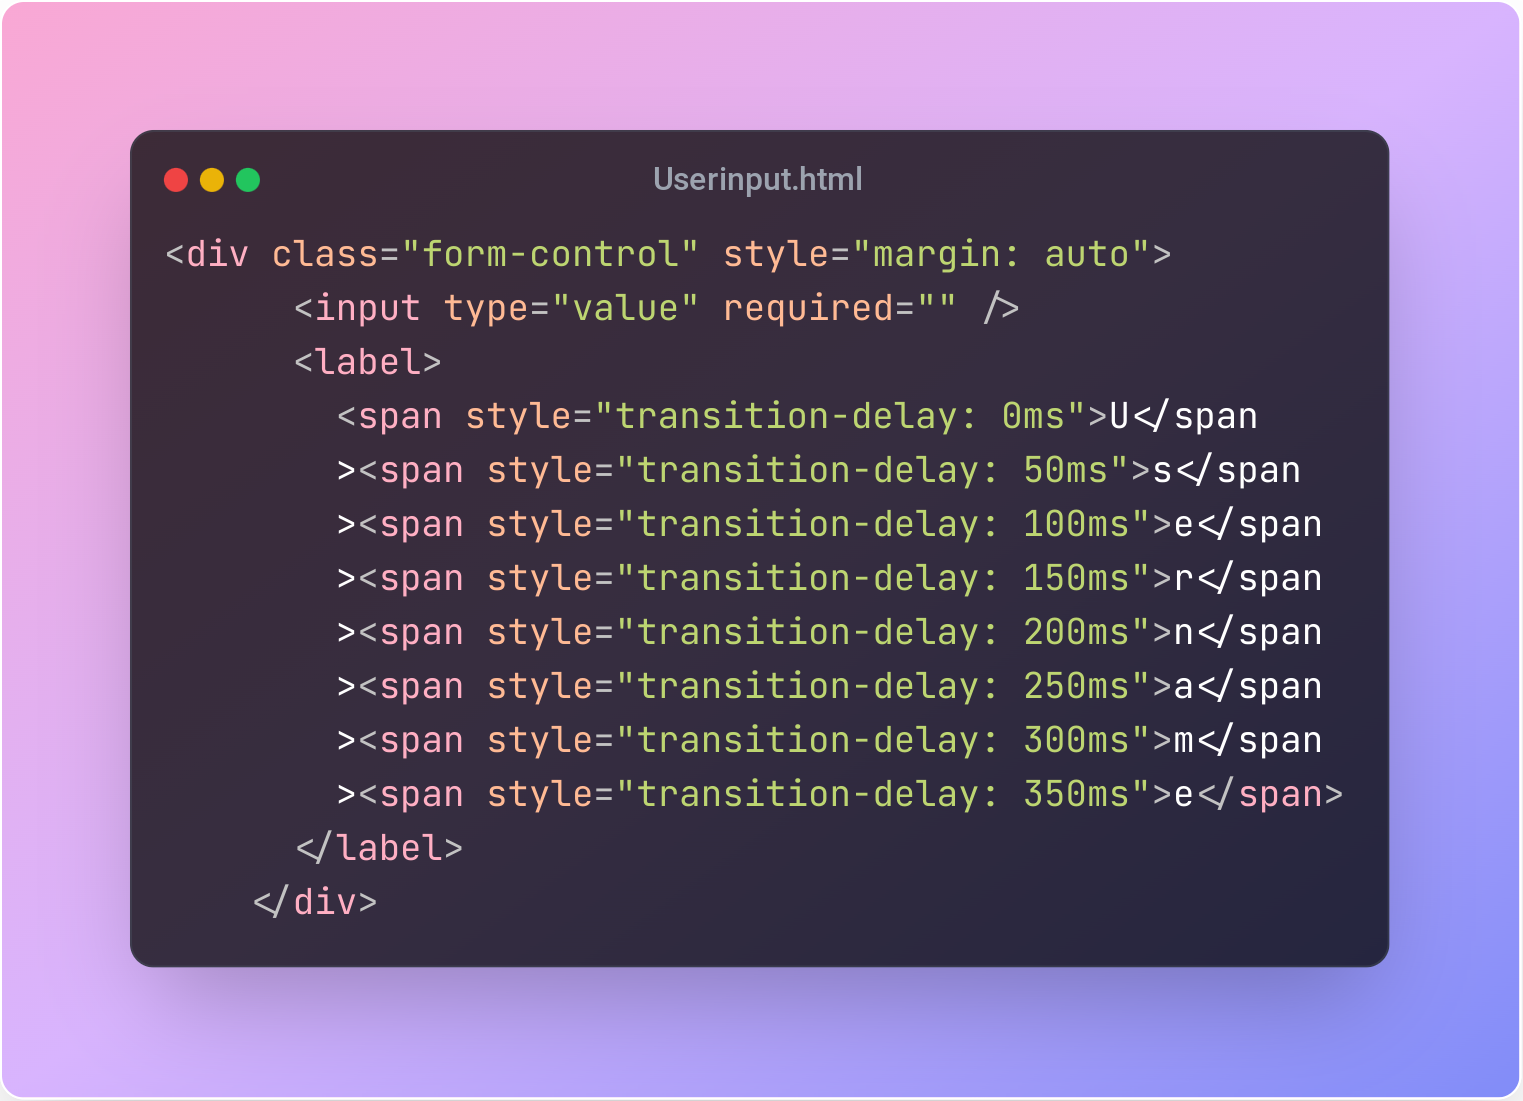 Userinput.html
<div class="form-control" style="margin: auto">
      <input type="value" required="" />
      <label>
        <span style="transition-delay: 0ms">U</span
        ><span style="transition-delay: 50ms">s</span
        ><span style="transition-delay: 100ms">e</span
        ><span style="transition-delay: 150ms">r</span
        ><span style="transition-delay: 200ms">n</span
        ><span style="transition-delay: 250ms">a</span
        ><span style="transition-delay: 300ms">m</span
        ><span style="transition-delay: 350ms">e</span>
      </label>
    </div>